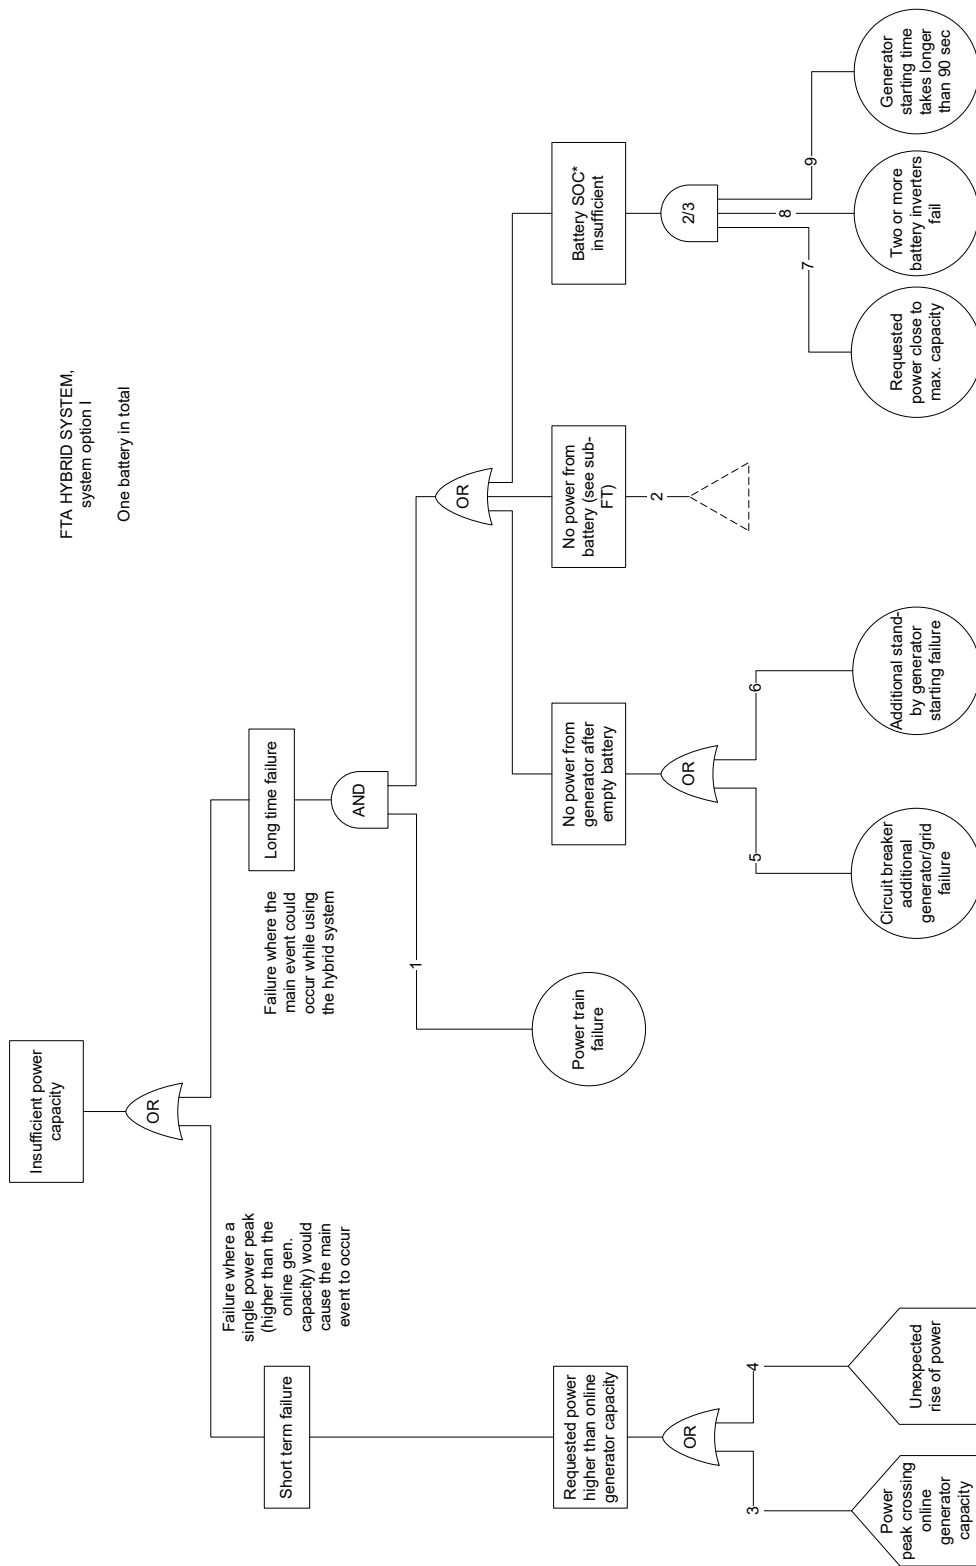 FTA HYBRID SYSTEM,
system option I
One battery in total
Insufficient power
capacity
OR
Failure where a
single power peak
(higher than the
online gen.
capacity) would
cause the main
event to occur
Short term failure
Failure where the
main event could
occur while using
the hybrid system
Long time failure
AND
1
Power train
failure
OR
Requested power
higher than online
generator capacity
OR
3
4
Power
peak crossing
online
generator
capacity
Unexpected
rise of power
No power from
generator after
empty battery
OR
5
6
Circuit breaker
additional
generator/grid
failure
Additional stand-
by generator
starting failure
No power from
battery (see sub-
FT)
2
Battery SOC*
insufficient
2/3
7
8
9
Requested
power close to
max. capacity
Two or more
battery inverters
fail
Generator
starting time
takes longer
than 90 sec